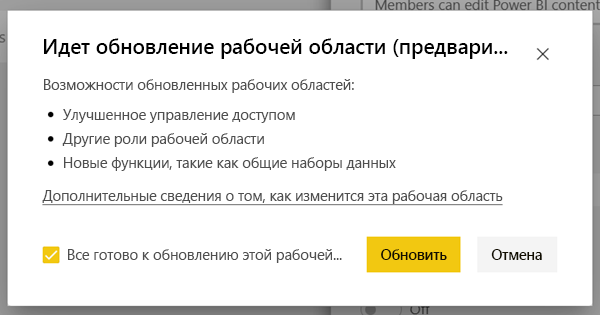 Members can edit Power BI content
Идет обновление рабочей области (предвари...
Возможности обновленных рабочих областей:
Улучшенное управление доступом
Другие роли рабочей области
Новые функции, такие как общие наборы данных
Дополнительные сведения о том, как изменится эта рабочая область
Все готово к обновлению этой рабочей... Обновить Отмена
Off